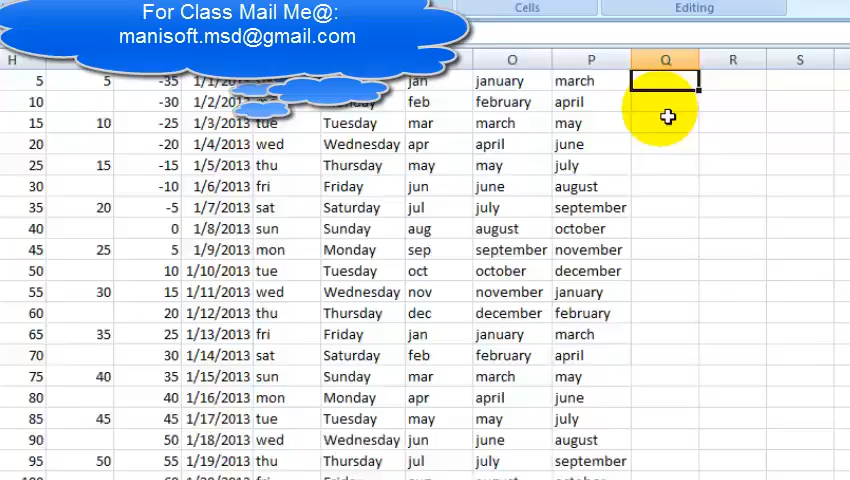 For Class Mail Me@:
manisoft.msd@gmail.com
Cells Editing
H O P Q R S
5 5 -35 jan january march
10 -30 1/2/2013 feb february april
15 10 -25 1/3/2013 tue Tuesday mar march may
20 -20 1/4/2013 wed Wednesday apr april june
25 15 -15 1/5/2013 thu Thursday may may july
30 -10 1/6/2013 fri Friday jun june august
35 20 -5 1/7/2013 sat Saturday jul july september
40 0 1/8/2013 sun Sunday aug august october
45 25 5 1/9/2013 mon Monday sep september november
50 10 1/10/2013 tue Tuesday oct october december
55 30 15 1/11/2013 wed Wednesday nov november january
60 20 1/12/2013 thu Thursday dec december february
65 35 25 1/13/2013 fri Friday jan january march
70 30 1/14/2013 sat Saturday feb february april
75 40 35 1/15/2013 sun Sunday mar march may
80 40 1/16/2013 mon Monday apr april june
85 45 45 1/17/2013 tue Tuesday may may july
90 50 1/18/2013 wed Wednesday jun june august
95 50 55 1/19/2013 thu Thursday jul july september